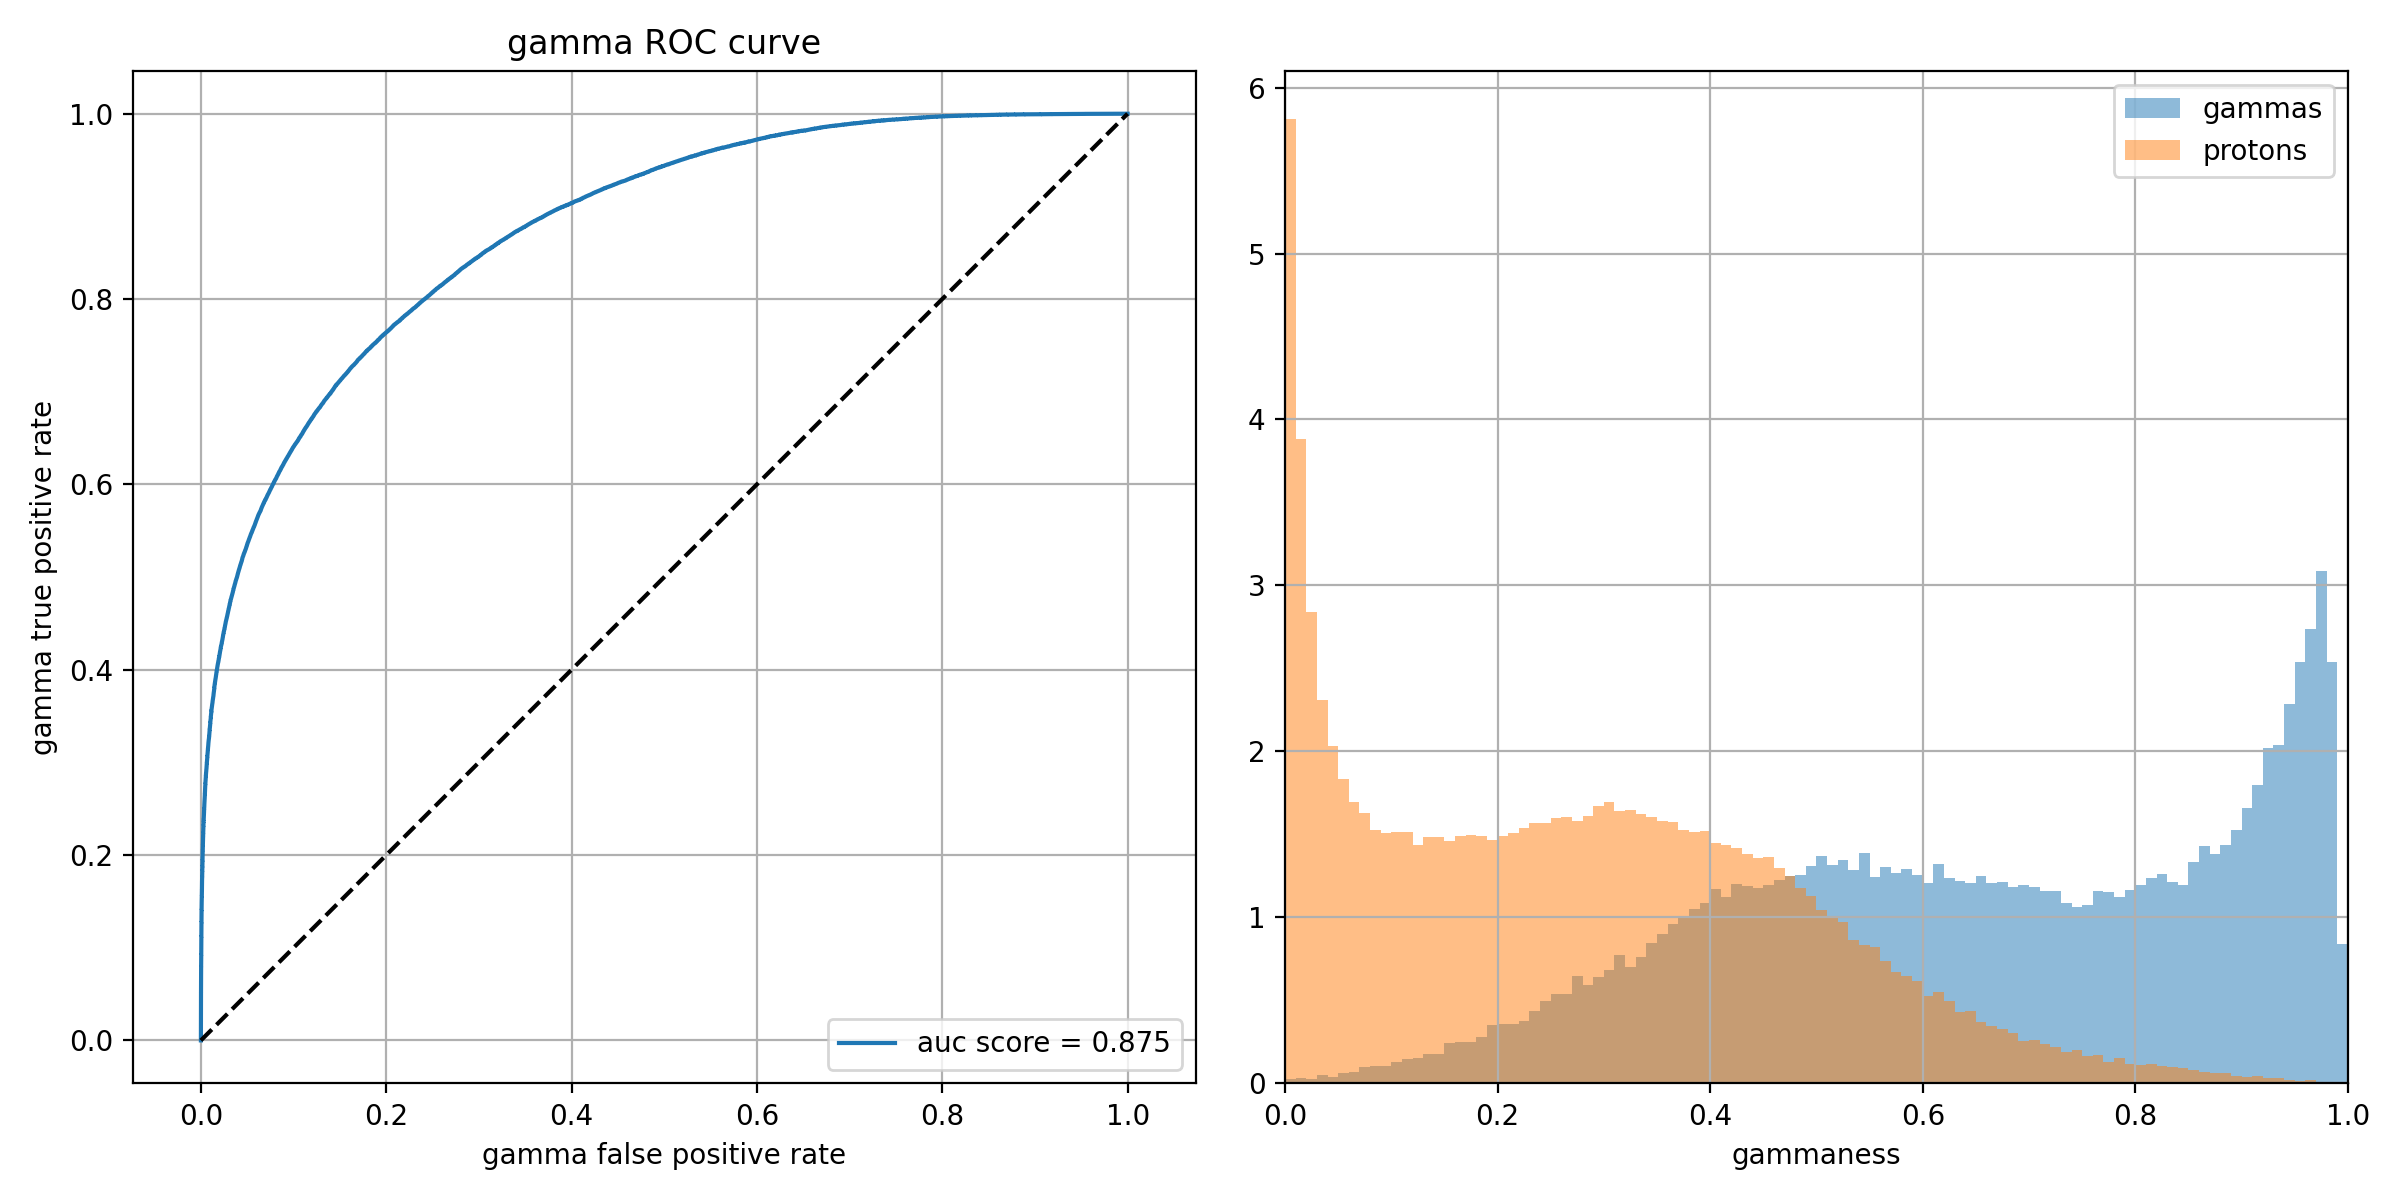 gamma ROC curve
1.0
0.8
0.6
0.4
0.2
0.0
gamma true positive rate
auc score = 0.875
0.0 0.2 0.4 0.6 0.8 1.0
gamma false positive rate
6
5
4
3
2
1
0
gammas
protons
0.0 0.2 0.4 0.6 0.8 1.0
gammaness